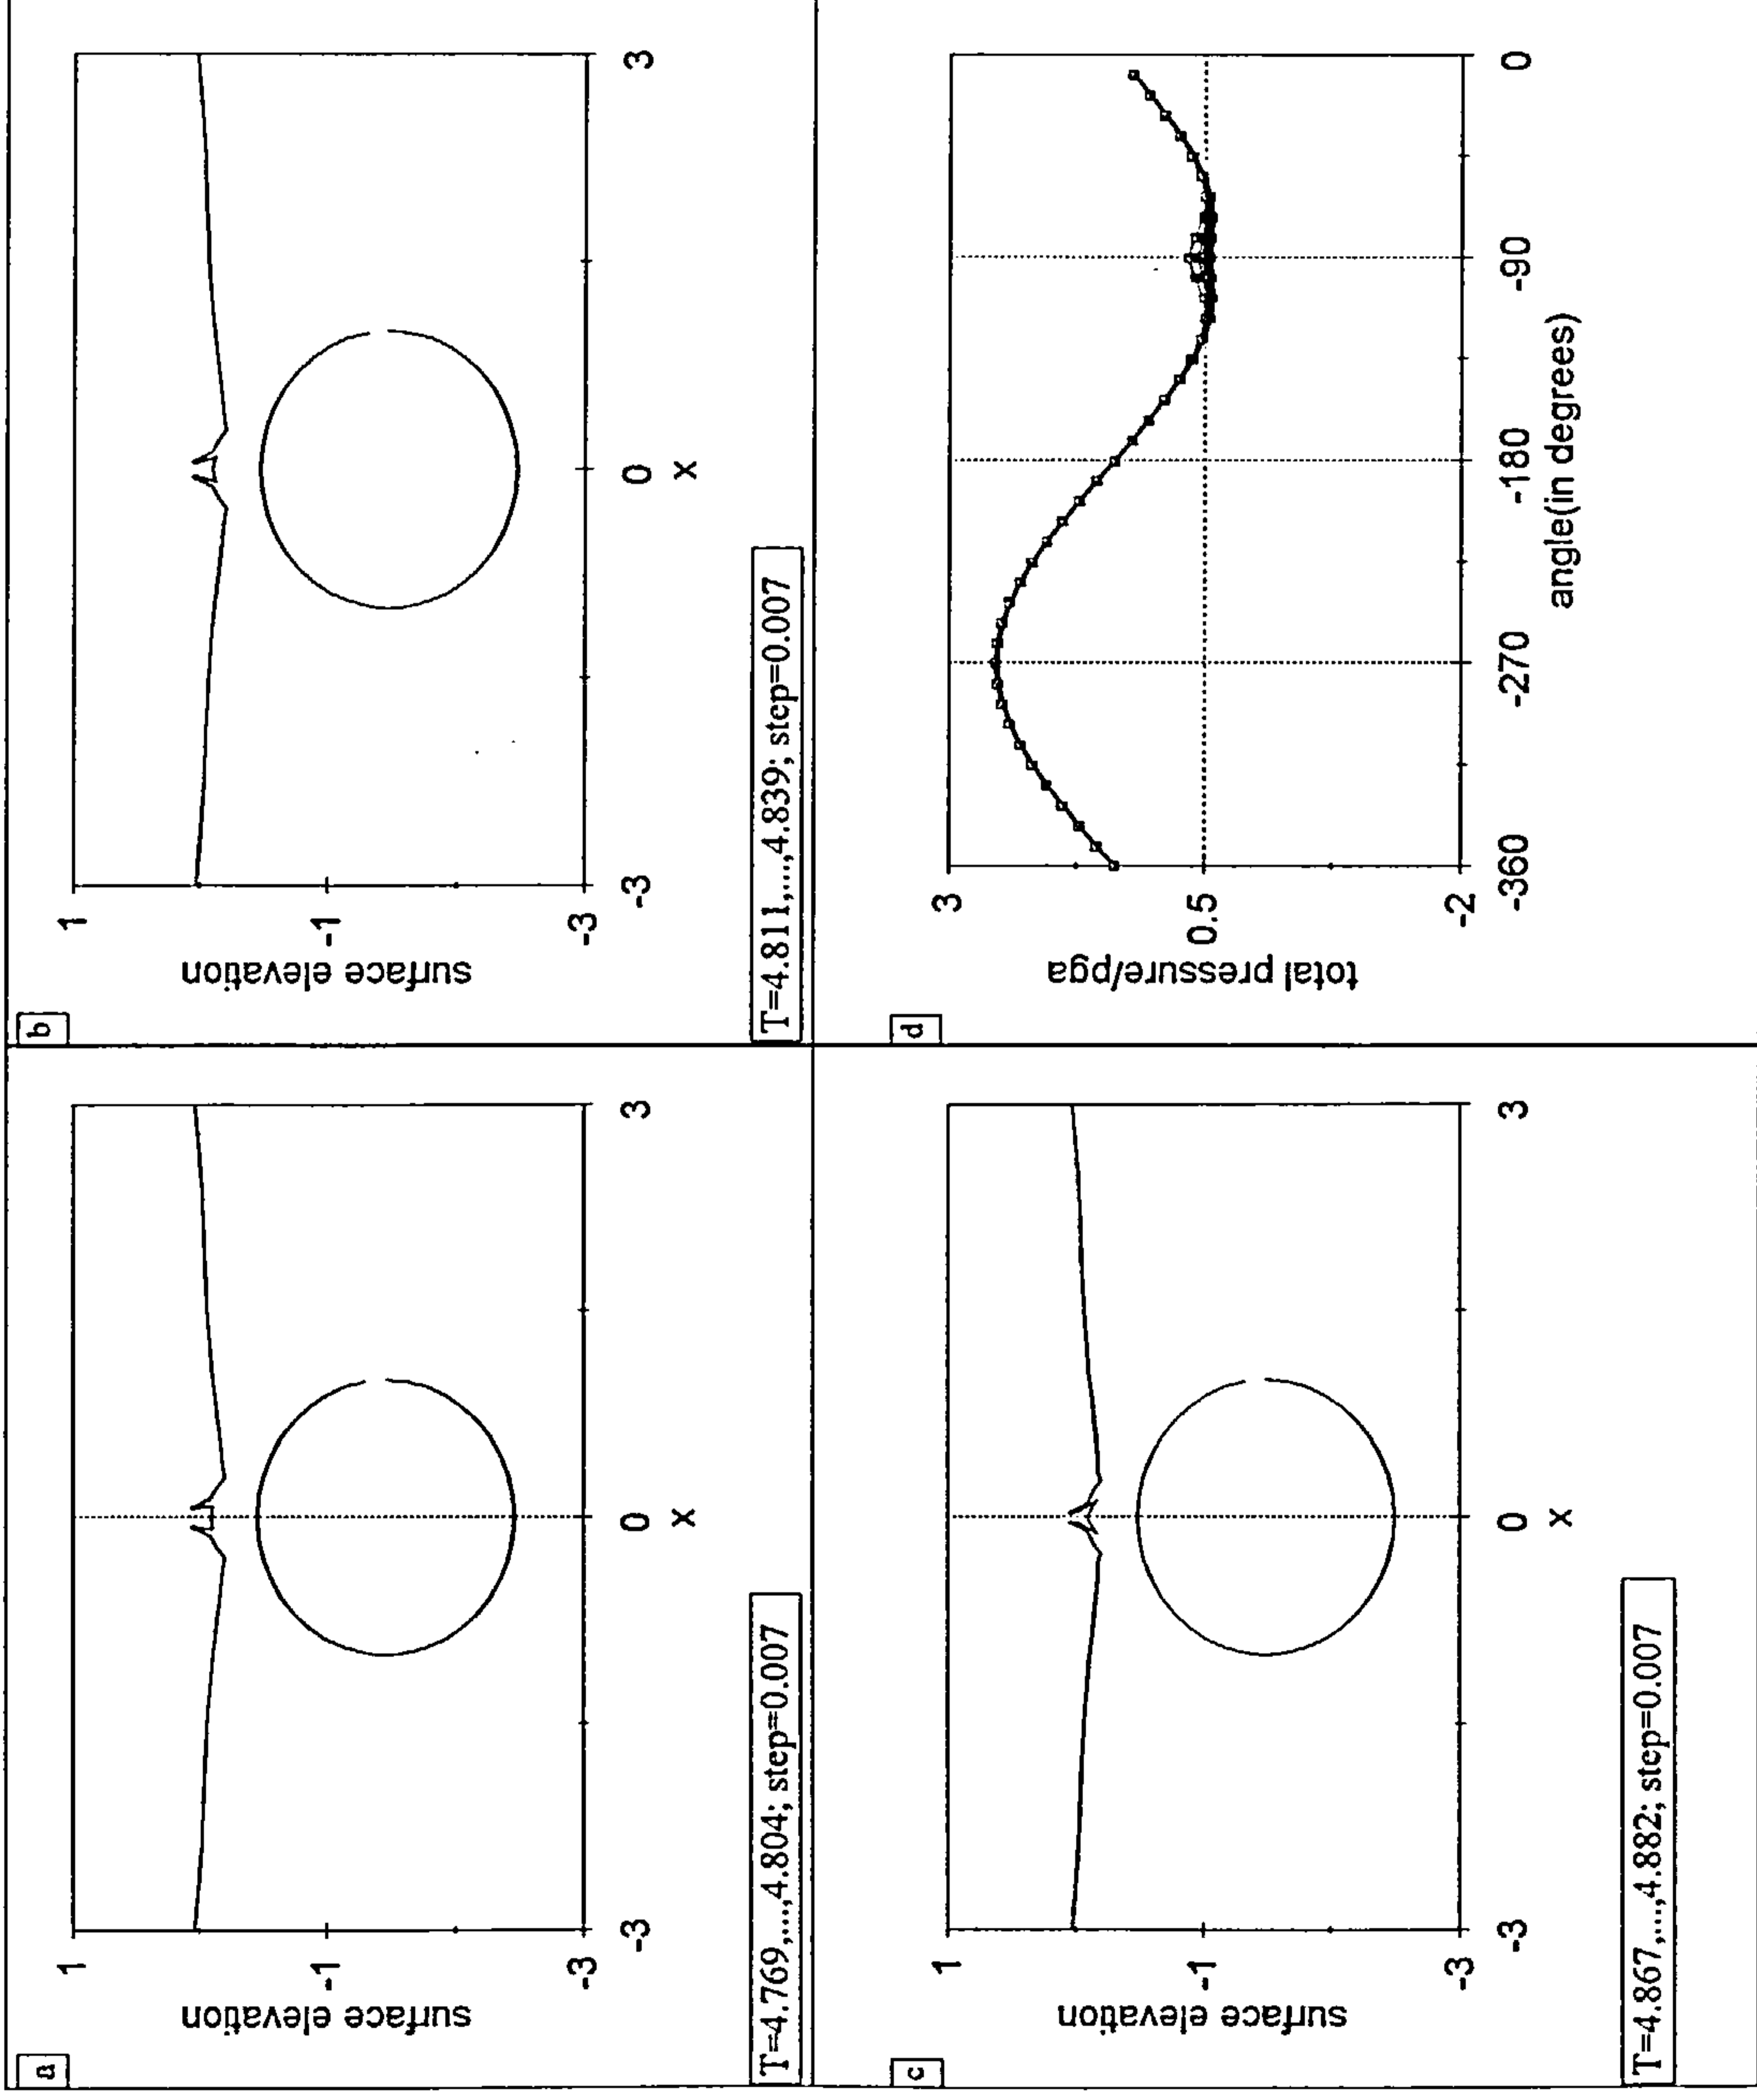 a
surface elevation
1
-1
-3
-3 0 3
x
T=4.769,...,4.804; step=0.007
b
surface elevation
1
-1
-3
-3 0 3
x
T=4.811,...,4.839; step=0.007
c
surface elevation
1
-1
-3
-3 0 3
x
T=4.867,...,4.882; step=0.007
d
total pressure/pga
3
0.5
-2
-360 -270 -180 -90 0
angle(in degrees)